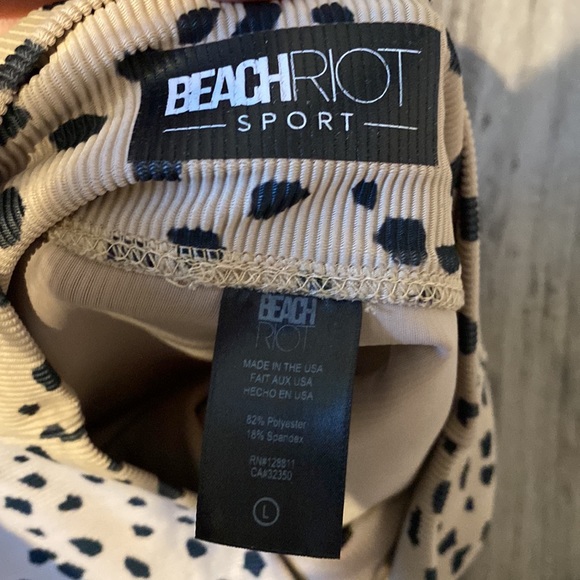 BEACHRIOT
SPORT
BEACH
RIOT
MADE IN THE USA
FAIT AUX USA
HECHO EN USA
82% Polyester
18% Spandex
RN#128811
CA#32350
L